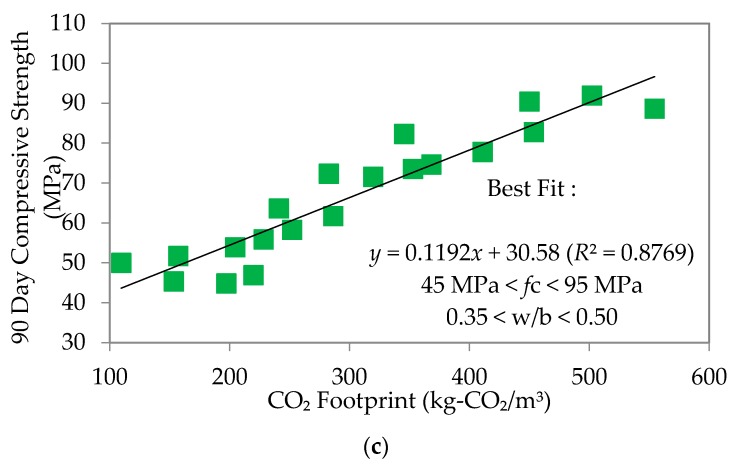 110
100
90
80
70
60
50
40
30
90 Day Compressive Strength
(MPa)
Best Fit :
y = 0.1192x + 30.58 (R² = 0.8769)
45 MPa < fc < 95 MPa
0.35 < w/b < 0.50
100 200 300 400 500 600
CO₂ Footprint (kg-CO₂/m³)
(c)